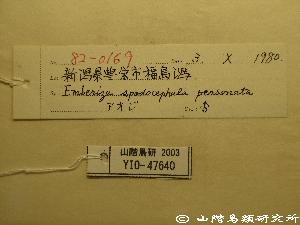 82-0169 3. X 1980.
新潟県豊栄市福島潟
Emberiza spodocephala personata
アオジ ♂
山階鳥研 2003
YIO-47640
© 山階鳥類研究所